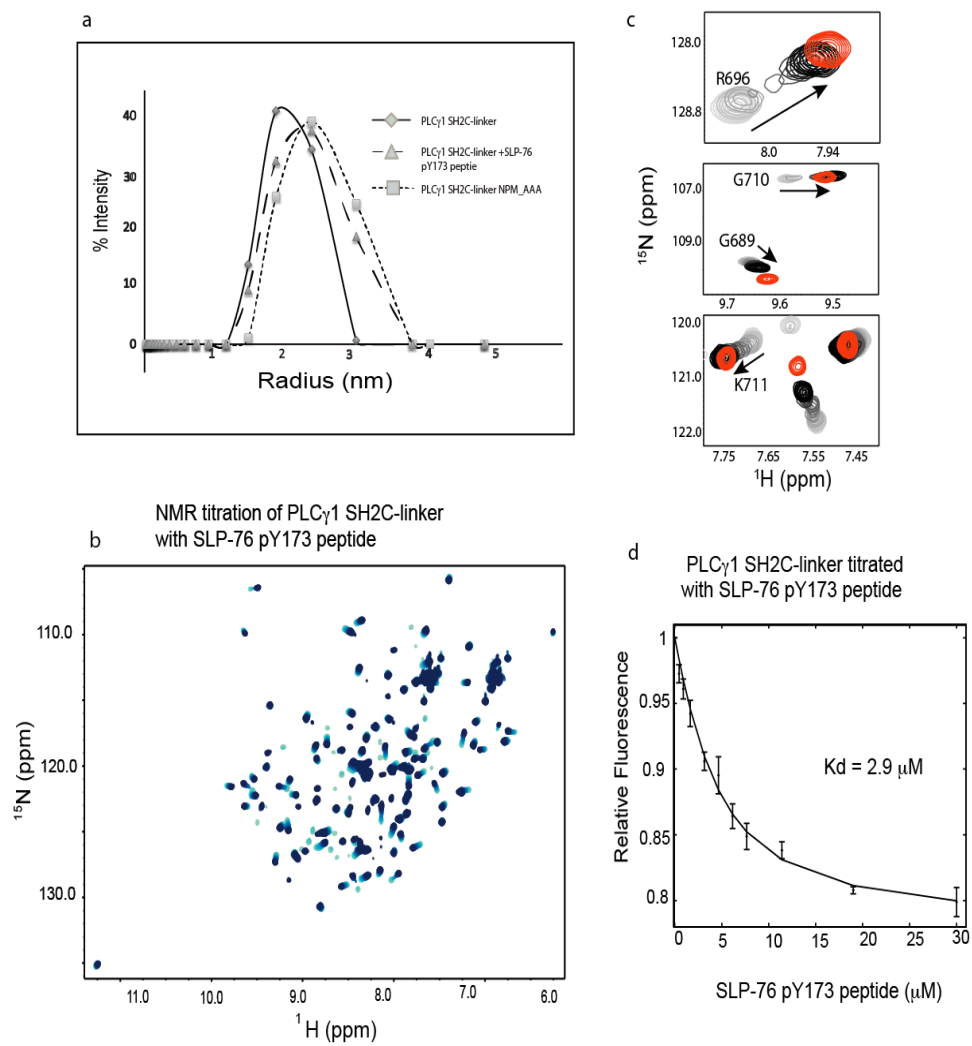 a
% Intensity
40
30
20
10
0
1
2
3
4
5
Radius (nm)
PLCγ1 SH2C-linker
PLCγ1 SH2C-linker +SLP-76
pY173 peptie
PLCγ1 SH2C-linker NPM_AAA
c
128.0
128.8
R696
8.0
7.94
107.0
109.0
G710
G689
9.7
9.6
9.5
120.0
121.0
122.0
K711
7.75
7.65
7.55
7.45
15N (ppm)
1H (ppm)
NMR titration of PLCγ1 SH2C-linker
b
with SLP-76 pY173 peptide
110.0
120.0
130.0
15N (ppm)
11.0
10.0
9.0
8.0
7.0
6.0
1 H (ppm)
d
PLCγ1 SH2C-linker titrated
with SLP-76 pY173 peptide
Relative Fluorescence
1
0.95
0.9
0.85
0.8
Kd = 2.9 μM
0
5
10
15
20
25
30
SLP-76 pY173 peptide (μM)